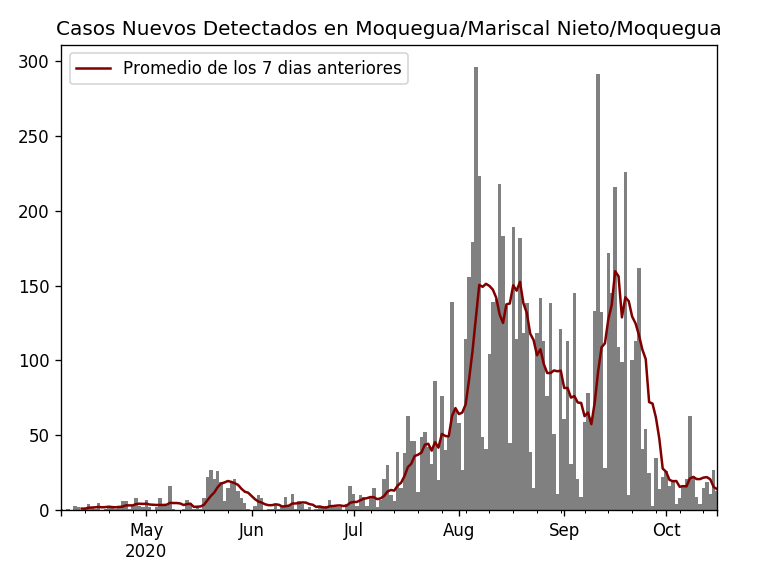 Casos Nuevos Detectados en Moquegua/Mariscal Nieto/Moquegua
Promedio de los 7 dias anteriores
300
250
200
150
100
50
0
May Jun Jul Aug Sep Oct
2020